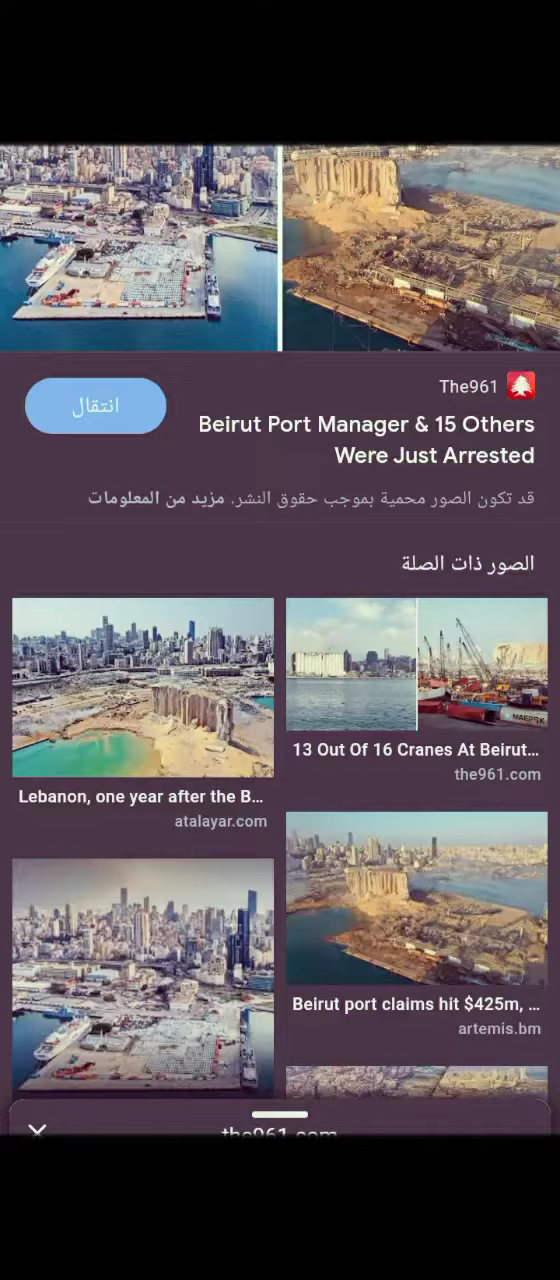 The961
انتقال
Beirut Port Manager & 15 Others
Were Just Arrested
قد تكون الصور محمية بموجب حقوق النشر. مزيد من المعلومات
الصور ذات الصلة
13 Out Of 16 Cranes At Beirut...
the961.com
MAERSK
Lebanon, one year after the B...
atalayar.com
Beirut port claims hit $425m, ...
artemis.bm
the961.com